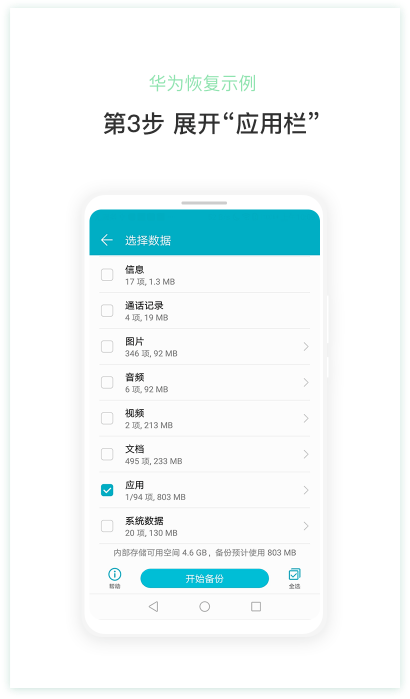 华为恢复示例
第3步 展开“应用栏”
选择数据
信息
17 项, 1.3 MB
通话记录
4 项, 19 MB
图片
346 项, 92 MB
音频
6 项, 92 MB
视频
2 项, 213 MB
文档
495 项, 233 MB
应用
1/94 项, 803 MB
系统数据
20 项, 130 MB
内部存储可用空间 4.6 GB , 备份预计使用 803 MB
帮助 开始备份 全选